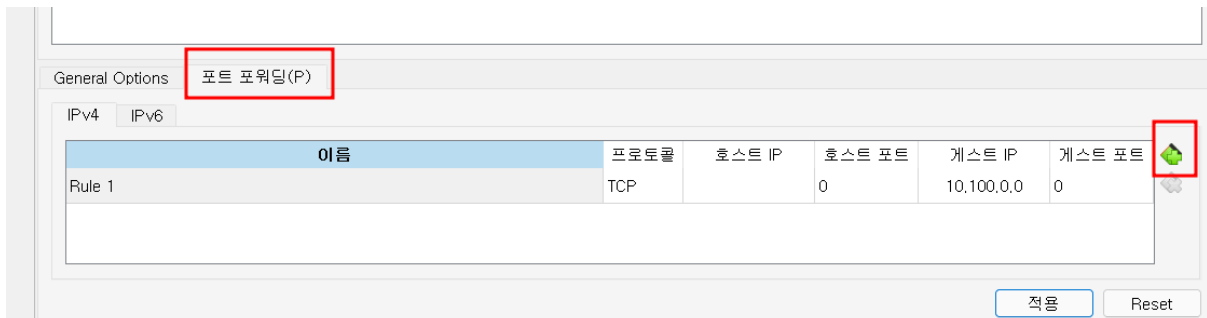 General Options 포트 포워딩(P)
IPv4 IPv6
이름 프로토콜 호스트 IP 호스트 포트 게스트 IP 게스트 포트
Rule 1 TCP 0 10,100,0,0 0
적용 Reset